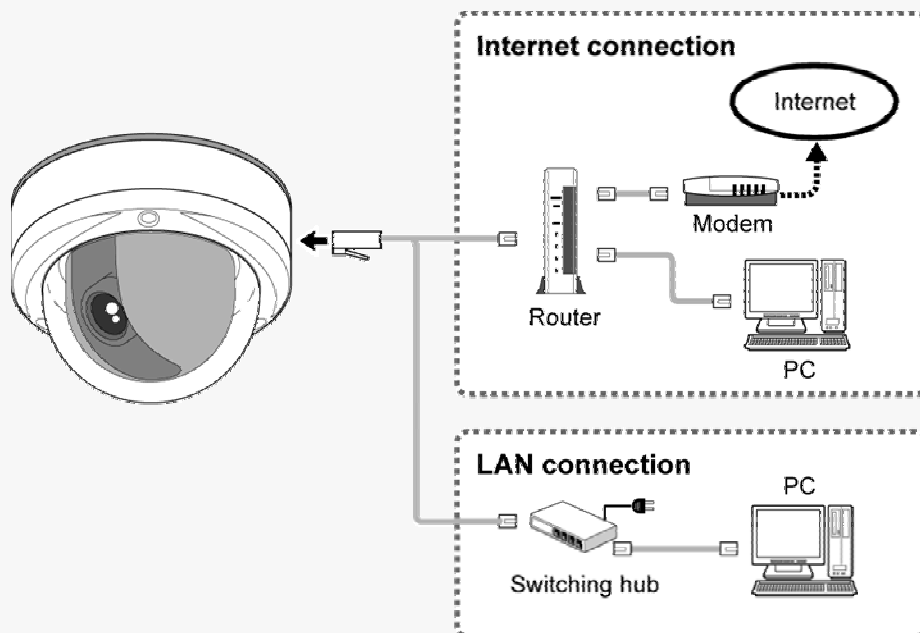 Internet connection
Internet
Modem
Router
PC
LAN connection
PC
Switching hub